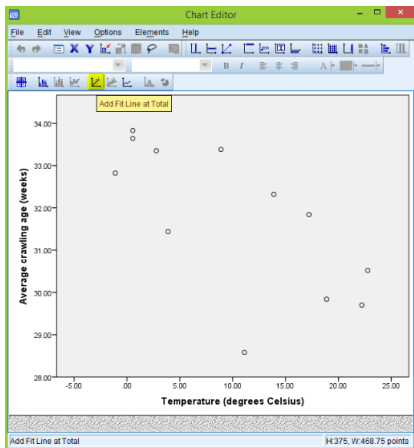 Chart Editor
File Edit View Options Elements Help
X Y
B I
A
Add Fit Line at Total
34.00
33.00
32.00
31.00
30.00
29.00
28.00
Average crawling age (weeks)
-5.00 .00 5.00 10.00 15.00 20.00 25.00
Temperature (degrees Celsius)
Add Fit Line at Total H:375, W:468.75 points